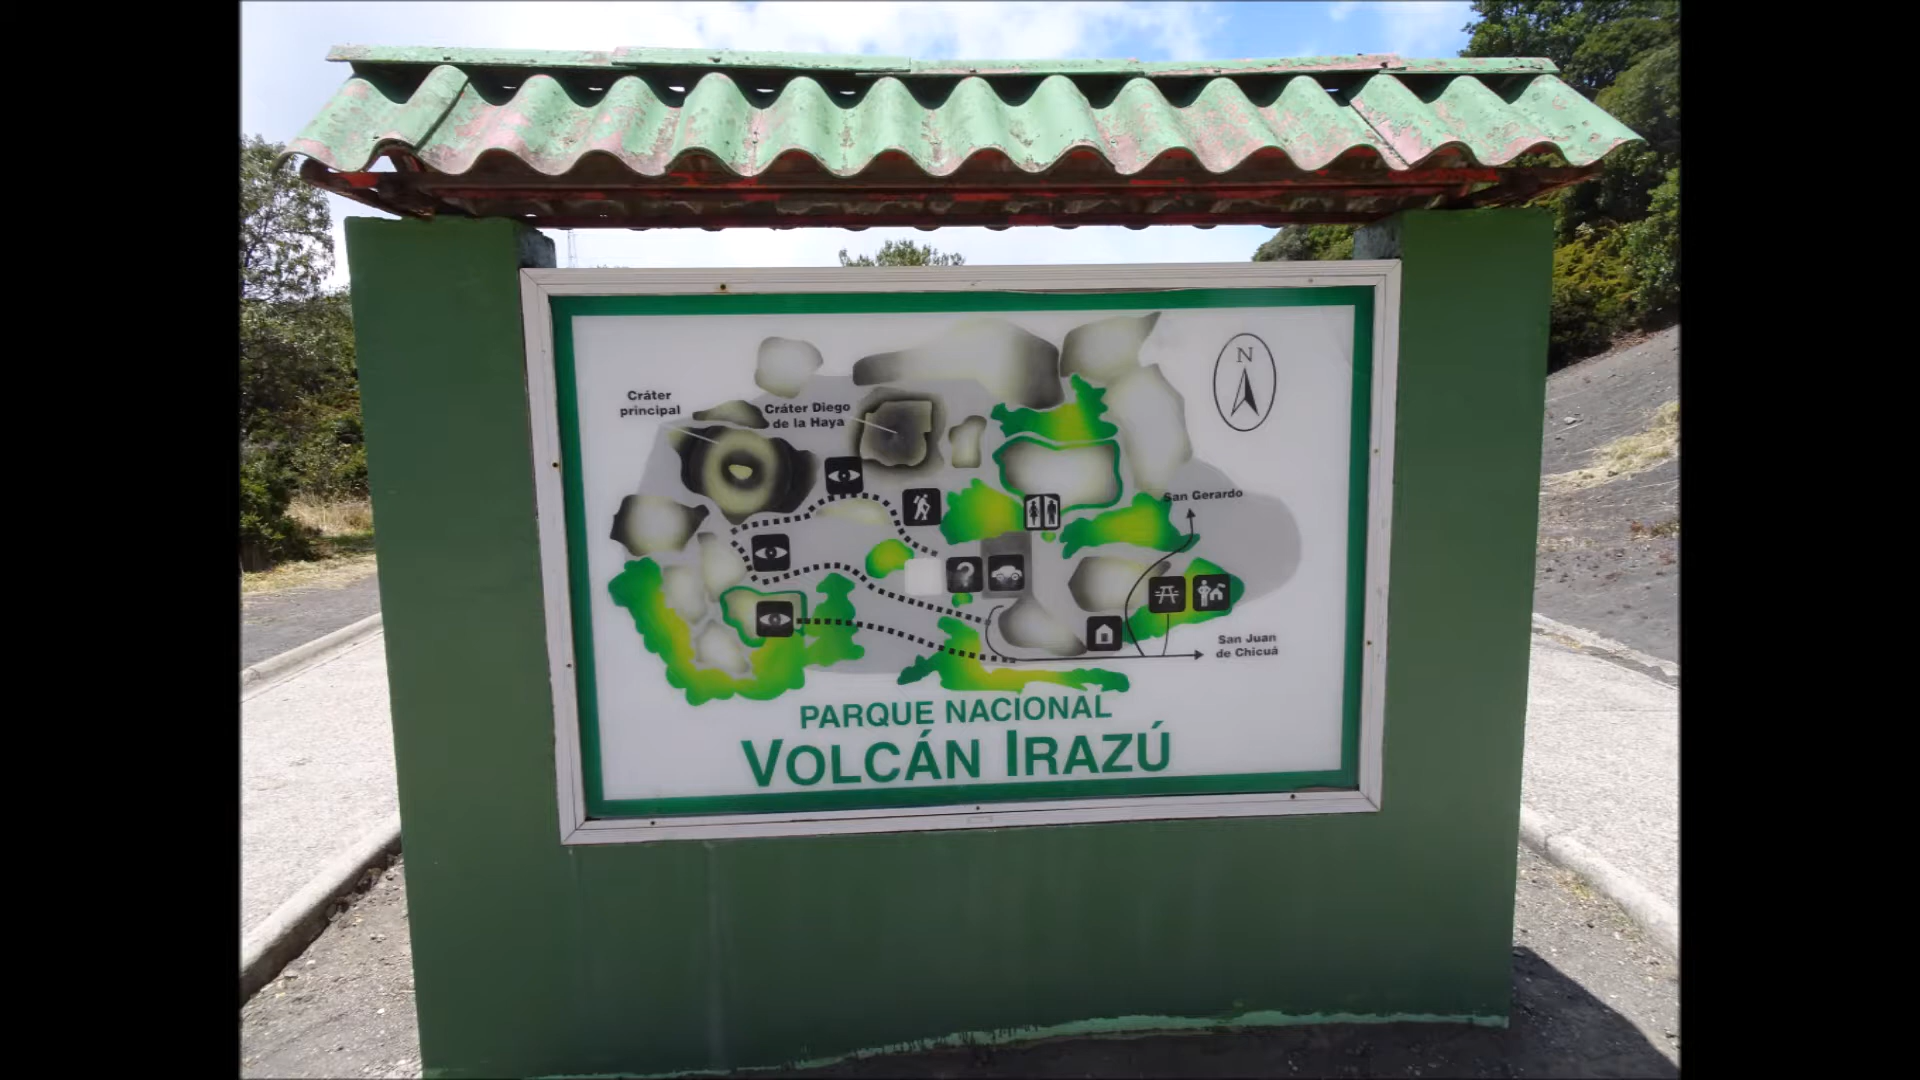 N
Cráter
principal
Cráter Diego
de la Haya
San Gerardo
?
San Juan
de Chicuá
PARQUE NACIONAL
VOLCÁN IRAZÚ